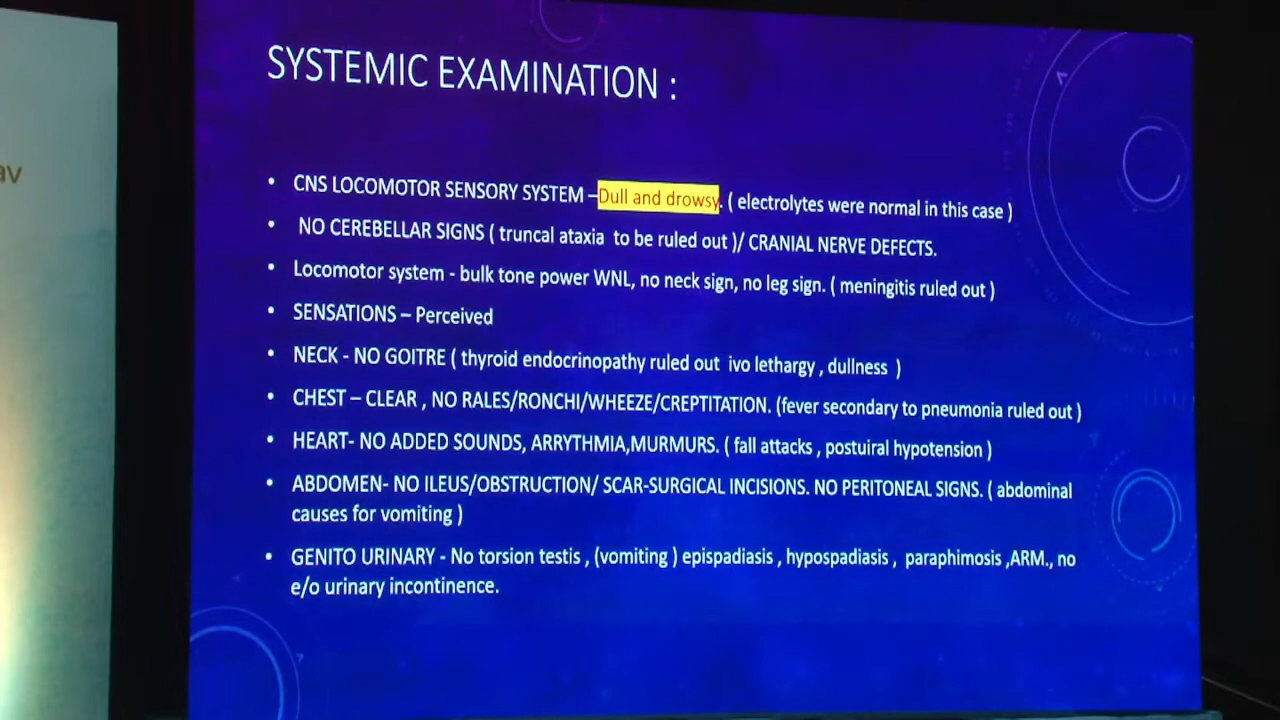 av
SYSTEMIC EXAMINATION :
• CNS LOCOMOTOR SENSORY SYSTEM –Dull and drowsy. ( electrolytes were normal in this case )
• NO CEREBELLAR SIGNS ( truncal ataxia to be ruled out )/ CRANIAL NERVE DEFECTS.
• Locomotor system - bulk tone power WNL, no neck sign, no leg sign. ( meningitis ruled out )
• SENSATIONS – Perceived
• NECK - NO GOITRE ( thyroid endocrinopathy ruled out ivo lethargy , dullness )
• CHEST – CLEAR , NO RALES/RONCHI/WHEEZE/CREPTITATION. (fever secondary to pneumonia ruled out )
• HEART- NO ADDED SOUNDS, ARRYTHMIA,MURMURS. ( fall attacks , postuiral hypotension )
• ABDOMEN- NO ILEUS/OBSTRUCTION/ SCAR-SURGICAL INCISIONS. NO PERITONEAL SIGNS. ( abdominal
causes for vomiting )
• GENITO URINARY - No torsion testis , (vomiting ) epispadiasis , hypospadiasis , paraphimosis ,ARM., no
e/o urinary incontinence.